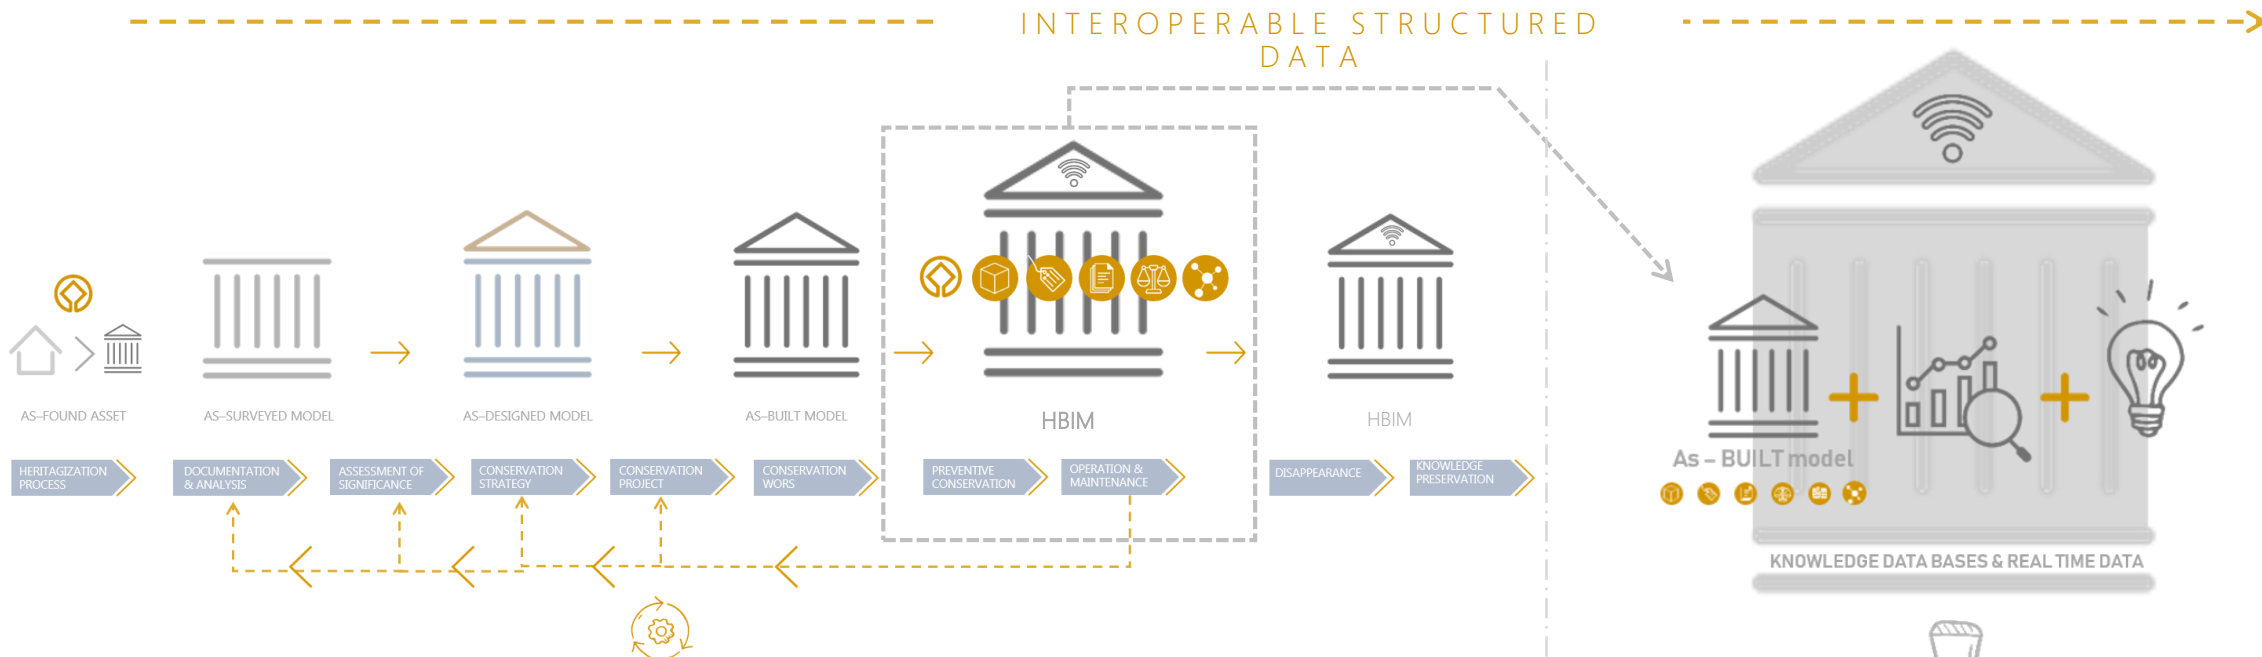 INTEROPERABLE STRUCTURED
DATA
AS–FOUND ASSET
AS–SURVEYED MODEL
AS–DESIGNED MODEL
AS–BUILT MODEL
HBIM
HBIM
HERITAGIZATION
PROCESS
DOCUMENTATION
& ANALYSIS
ASSESSMENT OF
SIGNIFICANCE
CONSERVATION
STRATEGY
CONSERVATION
PROJECT
CONSERVATION
WORS
PREVENTIVE
CONSERVATION
OPERATION &
MAINTENANCE
DISAPPEARANCE
KNOWLEDGE
PRESERVATION
As – BUILT model
KNOWLEDGE DATA BASES & REAL TIME DATA